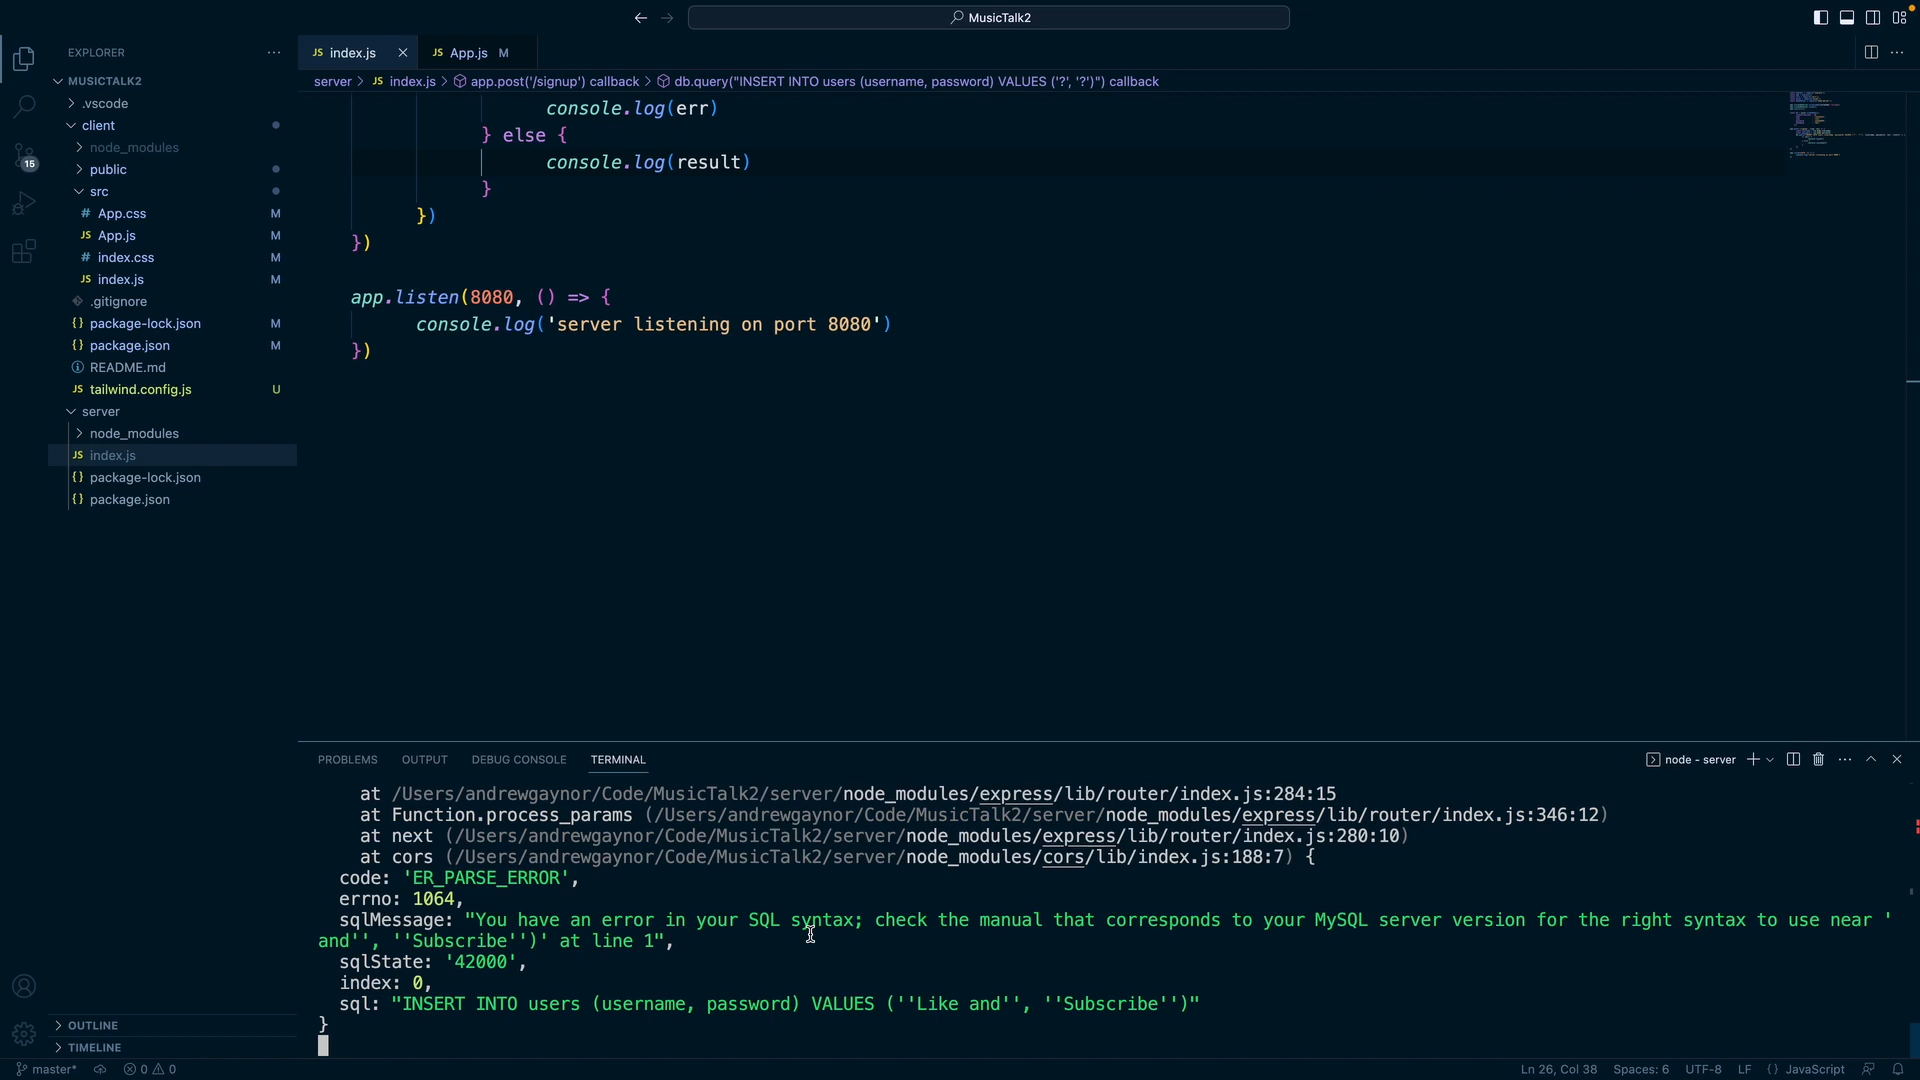 MusicTalk2
EXPLORER
MUSICTALK2
.vscode
client
node_modules
public
src
# App.css M
JS App.js M
# index.css M
JS index.js M
.gitignore
{} package-lock.json M
{} package.json M
README.md
JS tailwind.config.js U
server
node_modules
JS index.js
{} package-lock.json
{} package.json
15
OUTLINE
TIMELINE
JS index.js
JS App.js M
server > JS index.js > app.post('/signup') callback > db.query("INSERT INTO users (username, password) VALUES ('?', '?')") callback
console.log(err)
} else {
console.log(result)
}
})
})
app.listen(8080, () => {
console.log('server listening on port 8080')
})
PROBLEMS OUTPUT DEBUG CONSOLE TERMINAL
node - server
at /Users/andrewgaynor/Code/MusicTalk2/server/node_modules/express/lib/router/index.js:284:15
at Function.process_params (/Users/andrewgaynor/Code/MusicTalk2/server/node_modules/express/lib/router/index.js:346:12)
at next (/Users/andrewgaynor/Code/MusicTalk2/server/node_modules/express/lib/router/index.js:280:10)
at cors (/Users/andrewgaynor/Code/MusicTalk2/server/node_modules/cors/lib/index.js:188:7) {
code: 'ER_PARSE_ERROR',
errno: 1064,
sqlMessage: "You have an error in your SQL syntax; check the manual that corresponds to your MySQL server version for the right syntax to use near '
and'', ''Subscribe'')' at line 1",
sqlState: '42000',
index: 0,
sql: "INSERT INTO users (username, password) VALUES (''Like and'', ''Subscribe'')"
}
master* 0 0
Ln 26, Col 38 Spaces: 6 UTF-8 LF {} JavaScript